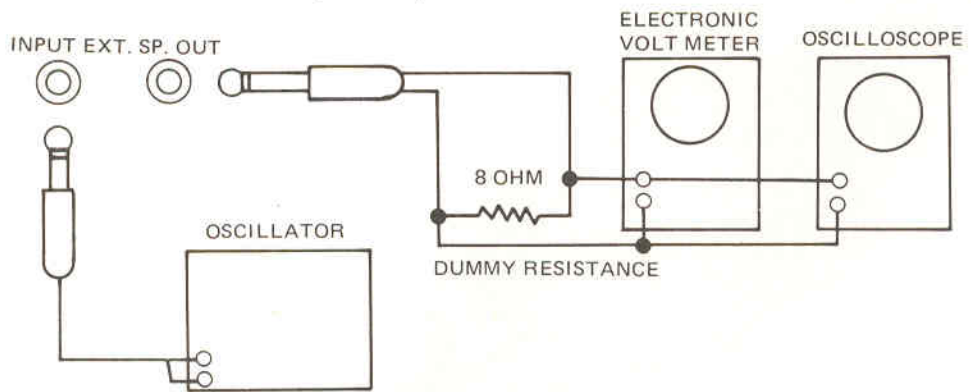 INPUT EXT. SP. OUT
ELECTRONIC
VOLT METER
OSCILLOSCOPE
8 OHM
OSCILLATOR
DUMMY RESISTANCE